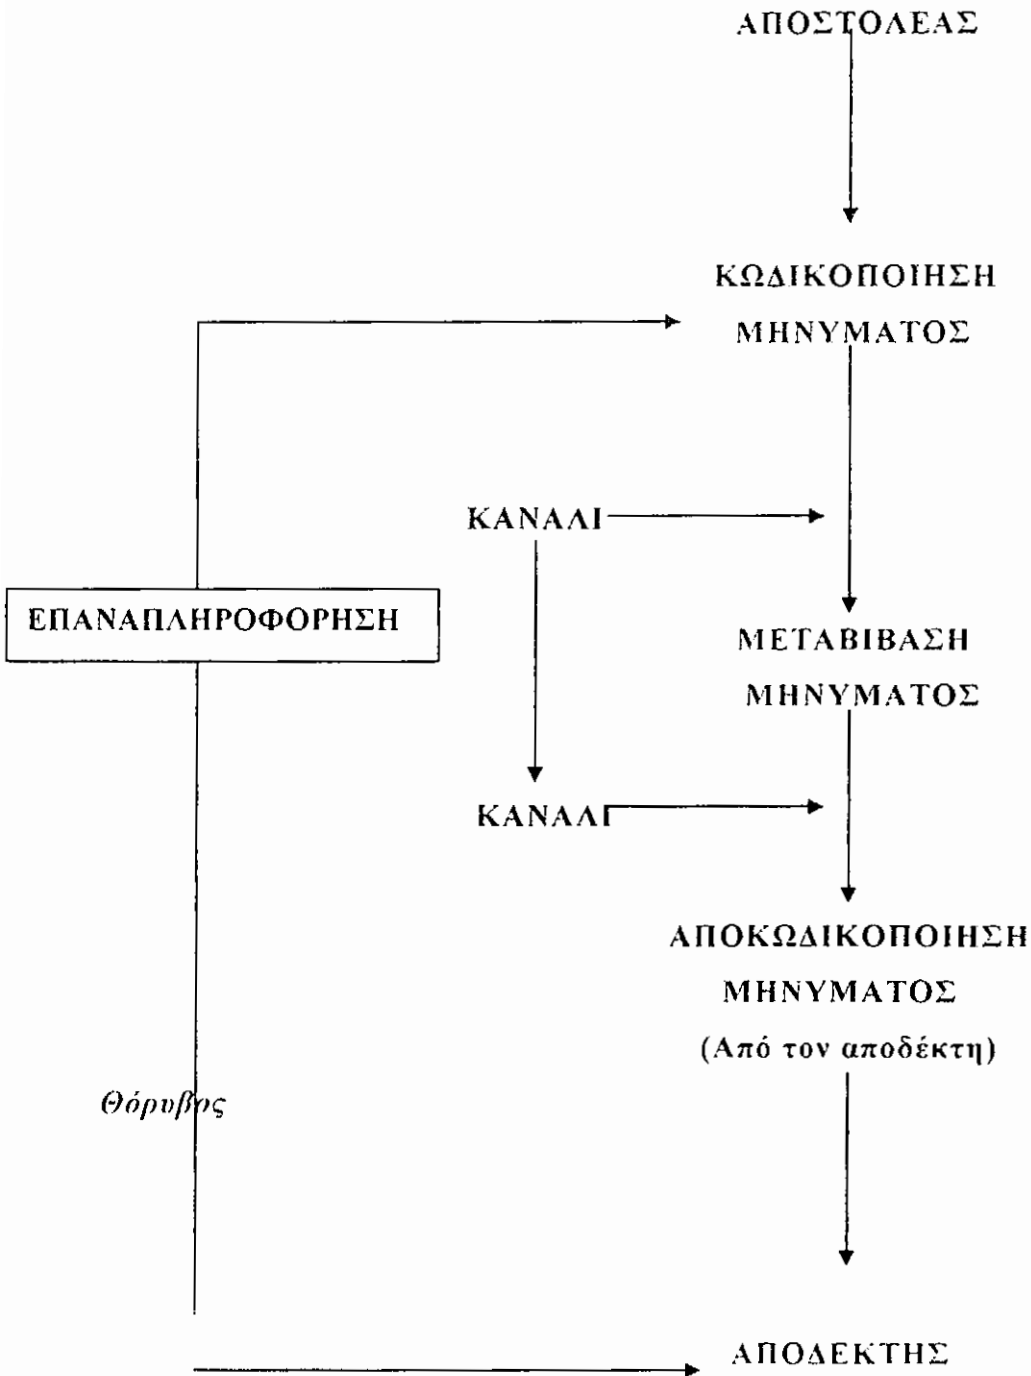 ΑΠΟΣΤΟΛΕΑΣ
ΚΩΔΙΚΟΠΟΙΗΣΗ
ΜΗΝΥΜΑΤΟΣ
ΚΑΝΑΛΙ
ΕΠΑΝΑΠΛΗΡΟΦΟΡΗΣΗ
ΜΕΤΑΒΙΒΑΣΗ
ΜΗΝΥΜΑΤΟΣ
ΚΑΝΑΛΙ
ΑΠΟΚΩΔΙΚΟΠΟΙΗΣΗ
ΜΗΝΥΜΑΤΟΣ
(Από τον αποδέκτη)
Θόρυβος
ΑΠΟΔΕΚΤΗΣ